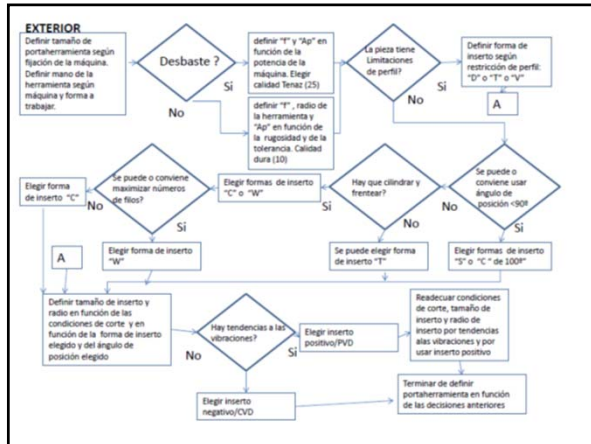 EXTERIOR
Definir tamaño de
portaherramienta según
fijación de la máquina.
Definir mano de la
herramienta según
máquina y forma a
trabajar.
Desbaste ?
Si
No
definir "f" y "Ap" en
función de la
potencia de la
máquina. Elegir
calidad Tenaz (25)
definir "f" , radio de
la herramienta y
"Ap" en función de
la rugosidad y de la
tolerancia. Calidad
dura (10)
La pieza tiene
Limitaciones
de perfil?
Si
No
Definir forma de
inserto según
restricción de perfil:
"D" o "T" o "V"
A
Se puede o
conviene usar
ángulo de
posición <90º
No
Si
Hay que cilindrar y
frentear?
Si
No
Elegir formas de inserto
"C" o "W"
Se puede o conviene
maximizar números
de filos?
No
Si
Elegir forma
de inserto "C"
A
Elegir forma de inserto
"W"
Se puede elegir forma
de inserto "T"
Elegir formas de inserto
"S" o "C " de 100º"
Definir tamaño de inserto y
radio en función de las
condiciones de corte y en
función de la forma de inserto
elegido y del ángulo de
posición elegido
Hay tendencias a las
vibraciones?
No
Si
Elegir inserto
positivo/PVD
Readecuar condiciones
de corte, tamaño de
inserto y radio de
inserto por tendencias
alas vibraciones y por
usar inserto positivo
Elegir inserto
negativo/CVD
Terminar de definir
portaherramienta en función
de las decisiones anteriores